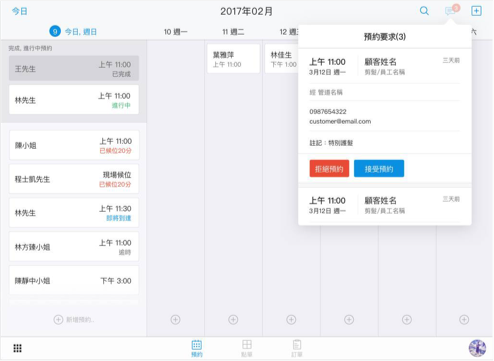 今日
2017年02月
3
9 今日, 週日
10 週一
11 週二
12 週三
六
完成, 進行中預約
王先生
上午 11:00
已完成
林先生
上午 11:00
進行中
陳小姐
上午 11:00
已候位20分
程士凱先生
現場候位
已候位20分
林先生
上午 11:30
即將到達
林方臻小姐
上午 11:00
遲時
陳靜中小姐
下午 3:00
新增預約..
葉雅萍
上午 11:00
林佳生
下午 1:00
預約要求(3)
上午 11:00
3月12日 週一
顧客姓名
剪髮/員工名稱
三天前
經 管道名稱
0987654322
customer@email.com
註記：特別護髮
拒絕預約
接受預約
上午 11:00
3月12日 週一
顧客姓名
剪髮/員工名稱
三天前
預約
訂單